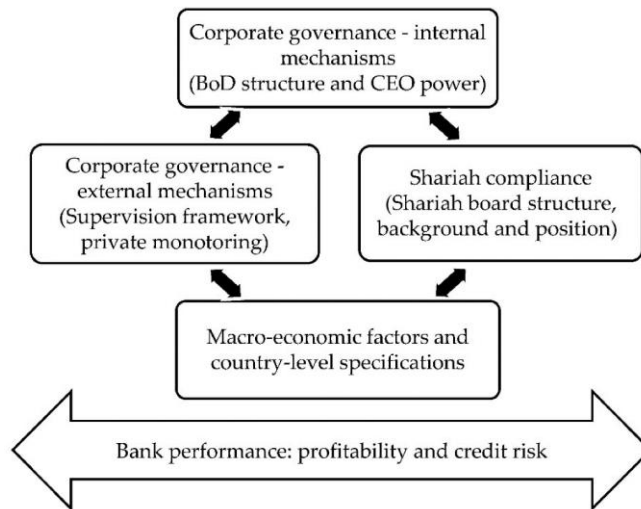 Corporate governance - internal
mechanisms
(BoD structure and CEO power)
Corporate governance -
external mechanisms
(Supervision framework,
private monotoring)
Shariah compliance
(Shariah board structure,
background and position)
Macro-economic factors and
country-level specifications
Bank performance: profitability and credit risk